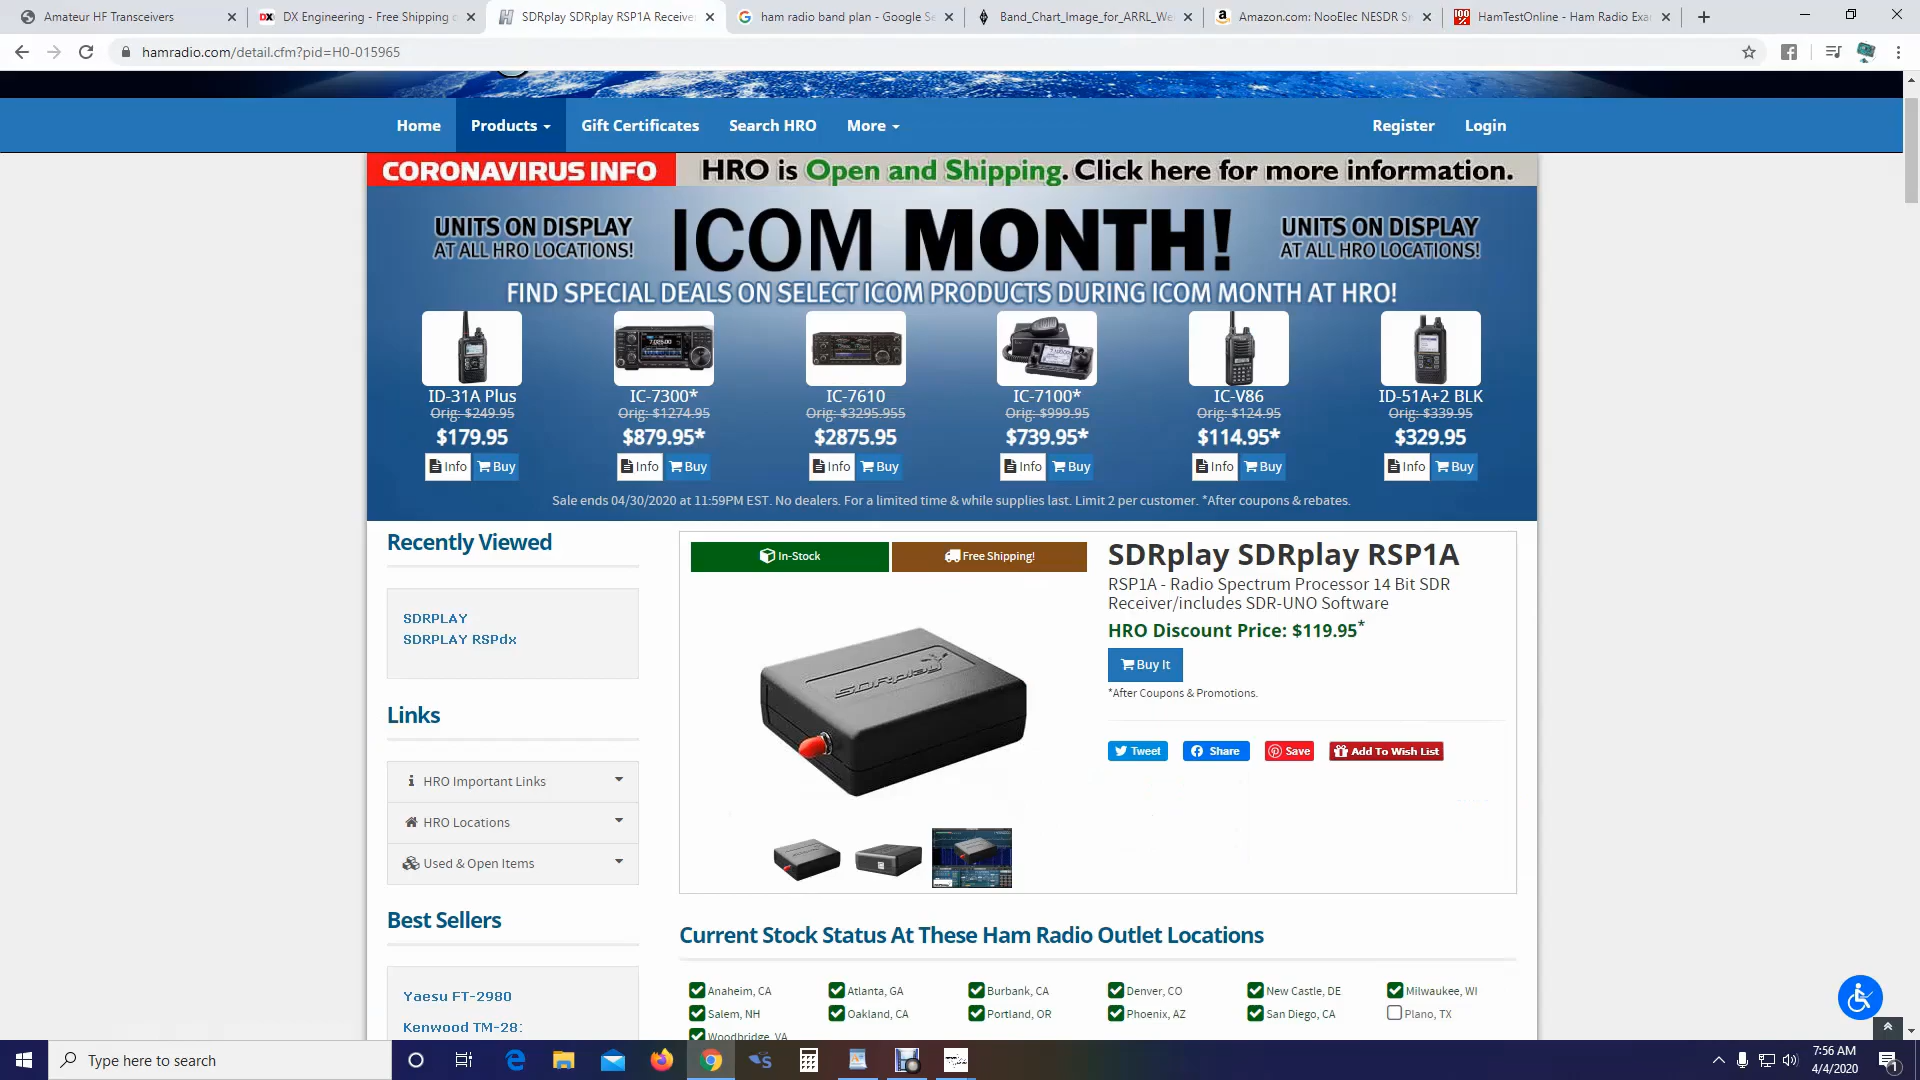 Amateur HF Transceivers
DX Engineering - Free Shipping o
SDRplay SDRplay RSP1A Receiver
ham radio band plan - Google Se
Band_Chart_Image_for_ARRL_We
Amazon.com: NooElec NESDR Sm
HamTestOnline - Ham Radio Exa
hamradio.com/detail.cfm?pid=H0-015965
Home
Products
Gift Certificates
Search HRO
More
Register
Login
CORONAVIRUS INFO
HRO is Open and Shipping. Click here for more information.
UNITS ON DISPLAY
AT ALL HRO LOCATIONS!
ICOM MONTH!
UNITS ON DISPLAY
AT ALL HRO LOCATIONS!
FIND SPECIAL DEALS ON SELECT ICOM PRODUCTS DURING ICOM MONTH AT HRO!
ID-31A Plus
Orig: $249.95
$179.95
Info
Buy
IC-7300*
Orig: $1274.95
$879.95*
Info
Buy
IC-7610
Orig: $3295.955
$2875.95
Info
Buy
IC-7100*
Orig: $999.95
$739.95*
Info
Buy
IC-V86
Orig: $124.95
$114.95*
Info
Buy
ID-51A+2 BLK
Orig: $339.95
$329.95
Info
Buy
Sale ends 04/30/2020 at 11:59PM EST. No dealers. For a limited time & while supplies last. Limit 2 per customer. *After coupons & rebates.
Recently Viewed
SDRPLAY
SDRPLAY RSPdx
Links
HRO Important Links
HRO Locations
Used & Open Items
Best Sellers
Yaesu FT-2980
Kenwood TM-28:
In-Stock
Free Shipping!
SDRplay
SDRplay SDRplay RSP1A
RSP1A - Radio Spectrum Processor 14 Bit SDR
Receiver/includes SDR-UNO Software
HRO Discount Price: $119.95*
Buy It
*After Coupons & Promotions.
Tweet
Share
Save
Add To Wish List
Current Stock Status At These Ham Radio Outlet Locations
Anaheim, CA
Atlanta, GA
Burbank, CA
Denver, CO
New Castle, DE
Milwaukee, WI
Salem, NH
Oakland, CA
Portland, OR
Phoenix, AZ
San Diego, CA
Plano, TX
Woodbridge, VA
Type here to search
7:56 AM
4/4/2020
1